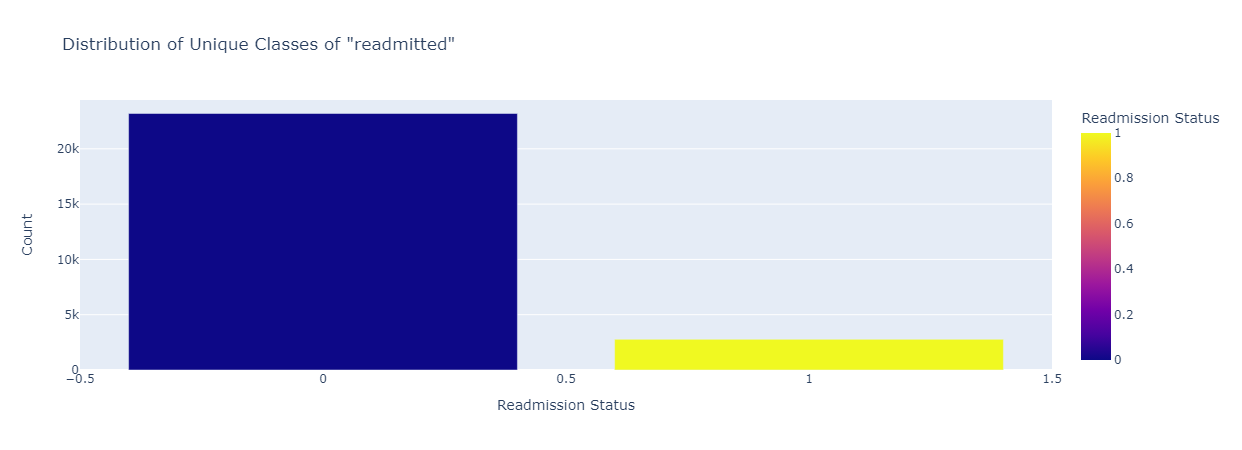 Distribution of Unique Classes of "readmitted"
Readmission Status
1
0.8
0.6
0.4
0.2
0
Count
20k
15k
10k
5k
0
−0.5
0
0.5
1
1.5
Readmission Status